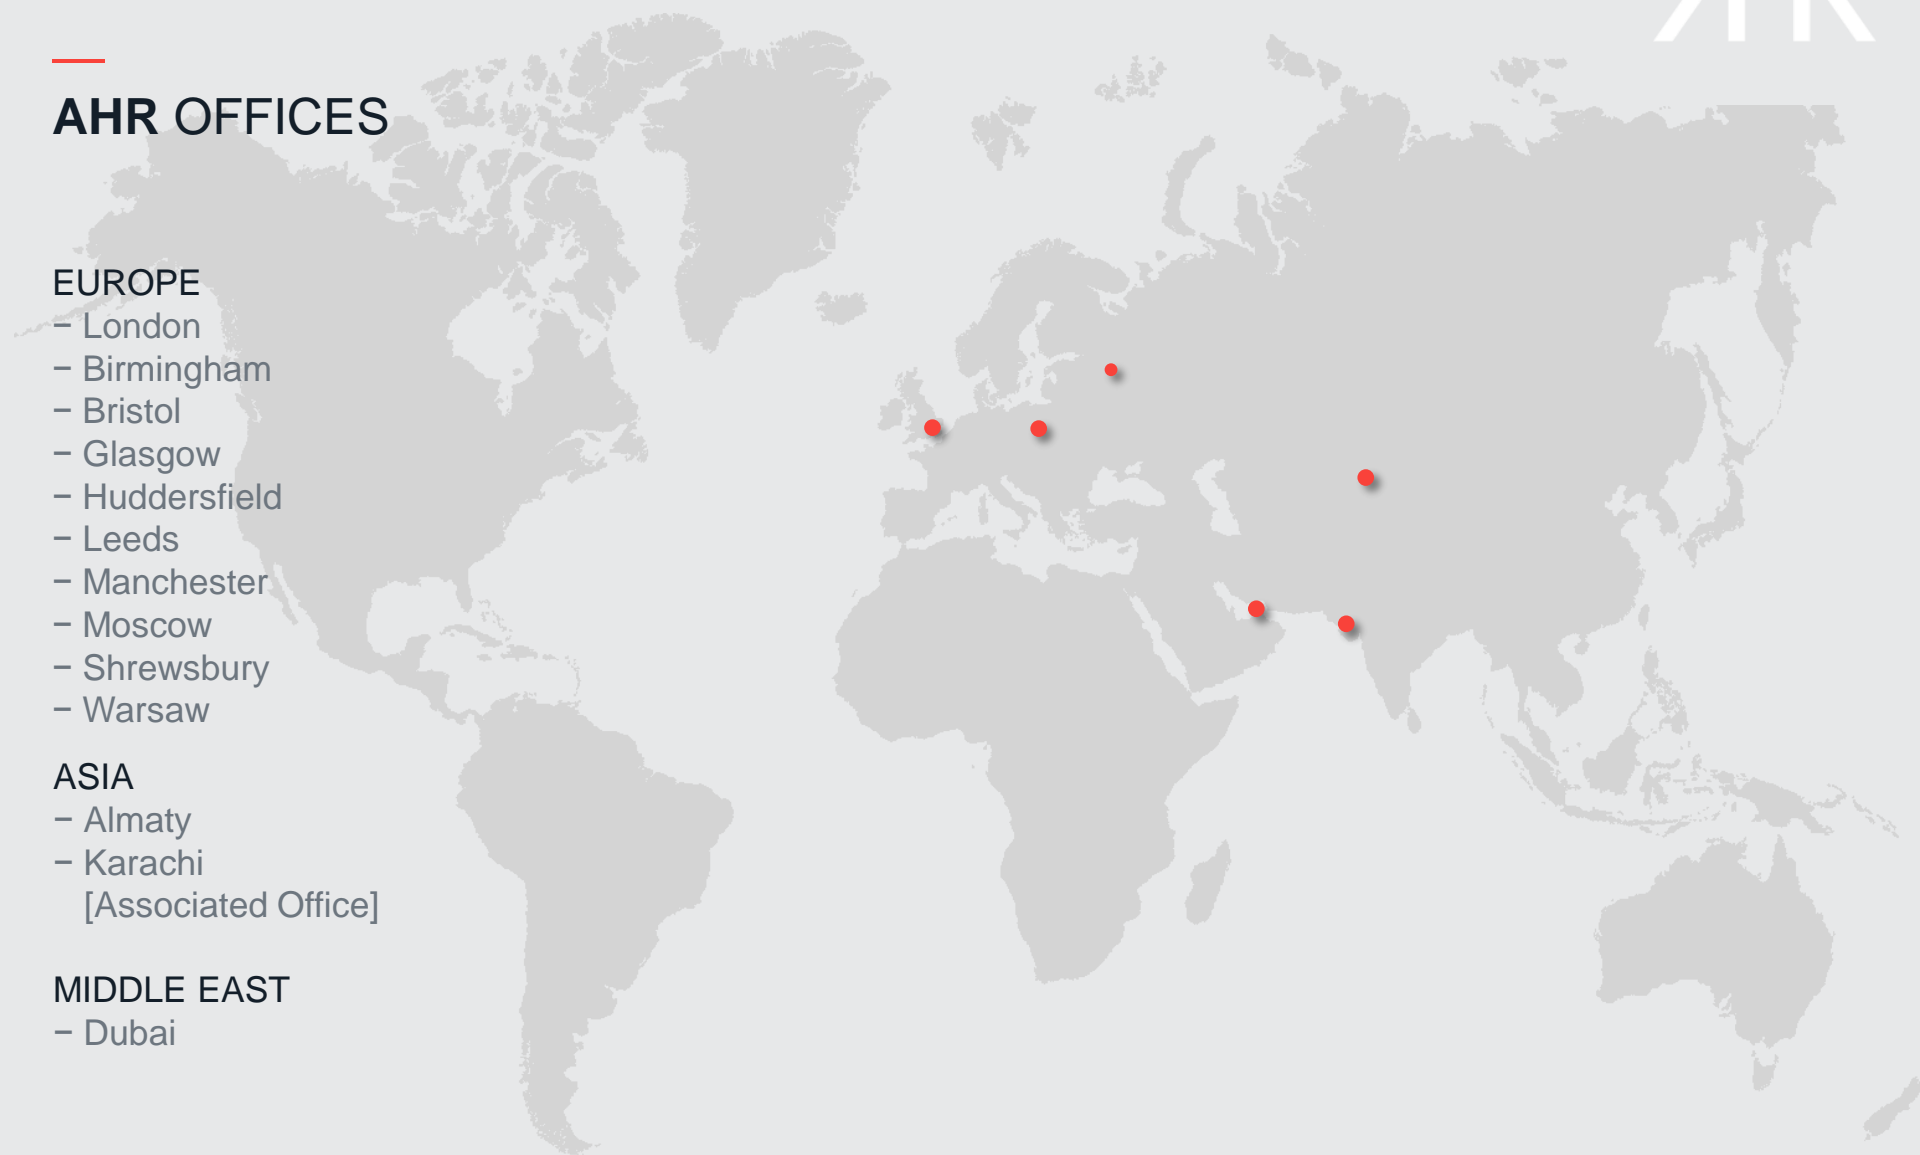 AHR OFFICES
EUROPE
− London
− Birmingham
− Bristol
− Glasgow
− Huddersfield
− Leeds
− Manchester
− Moscow
− Shrewsbury
− Warsaw
ASIA
− Almaty
− Karachi
[Associated Office]
MIDDLE EAST
− Dubai